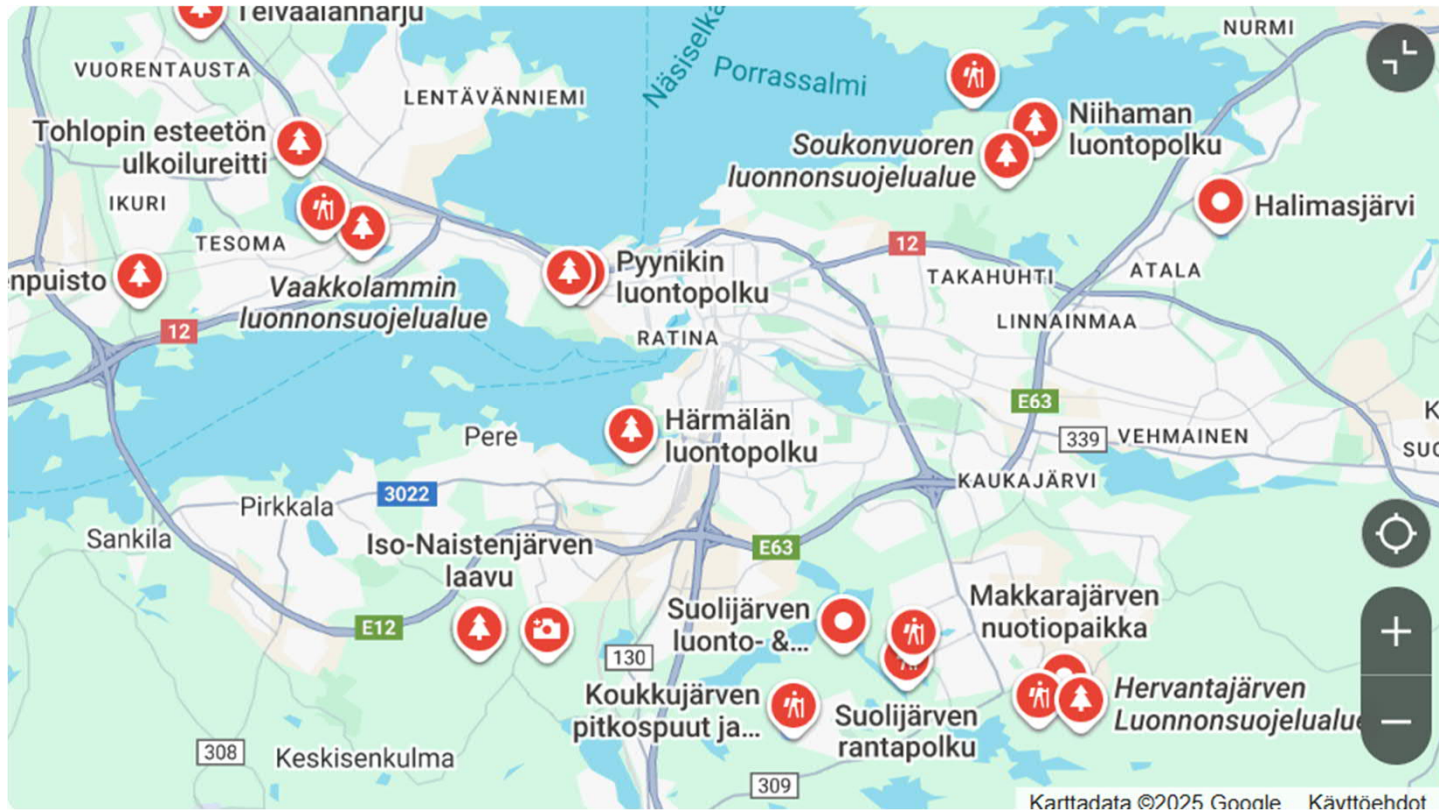 Teivaalanharju
NURMI
VUORENTAUSTA
LENTÄVÄNNIEMI
Näsiselkä
Porrassalmi
Tohlopin esteetön
ulkoilureitti
Niihaman
luontopolku
Soukonvuoren
luonnonsuojelualue
IKURI
TESOMA
Halimasjärvi
12
enpuisto
Vaakkolammin
luonnonsuojelualue
Pyynikin
luontopolku
TAKAHUHTI
ATALA
12
RATINA
LINNAINMAA
E63
Härmälän
luontopolku
Pere
339
VEHMAINEN
K
SUO
KAUKAJÄRVI
3022
Pirkkala
Sankila
Iso-Naistenjärven
laavu
E63
E12
130
Suolijärven
luonto- &...
Makkarajärven
nuotiopaikka
Koukkujärven
pitkospuut ja...
Suolijärven
rantapolku
Hervantajärven
Luonnonsuojelualue
308
Keskisenkulma
309
Karttadata ©2025 Google
Käyttöehdot